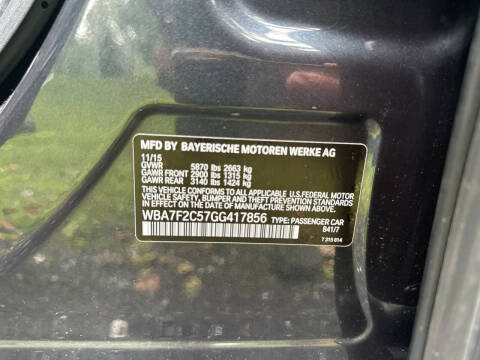 MFD BY BAYERISCHE MOTOREN WERKE AG
11/15
GVWR 5870 lbs 2663 kg
GAWR FRONT 2900 lbs 1315 kg
GAWR REAR 3140 lbs 1424 kg
THIS VEHICLE CONFORMS TO ALL APPLICABLE U.S.FEDERAL MOTOR
VEHICLE SAFETY, BUMPER AND THEFT PREVENTION STANDARDS IN
EFFECT ON THE DATE OF MANUFACTURE SHOWN ABOVE.
WBA7F2C57GG417856 TYPE: PASSENGER CAR
B41/7
7 315 614